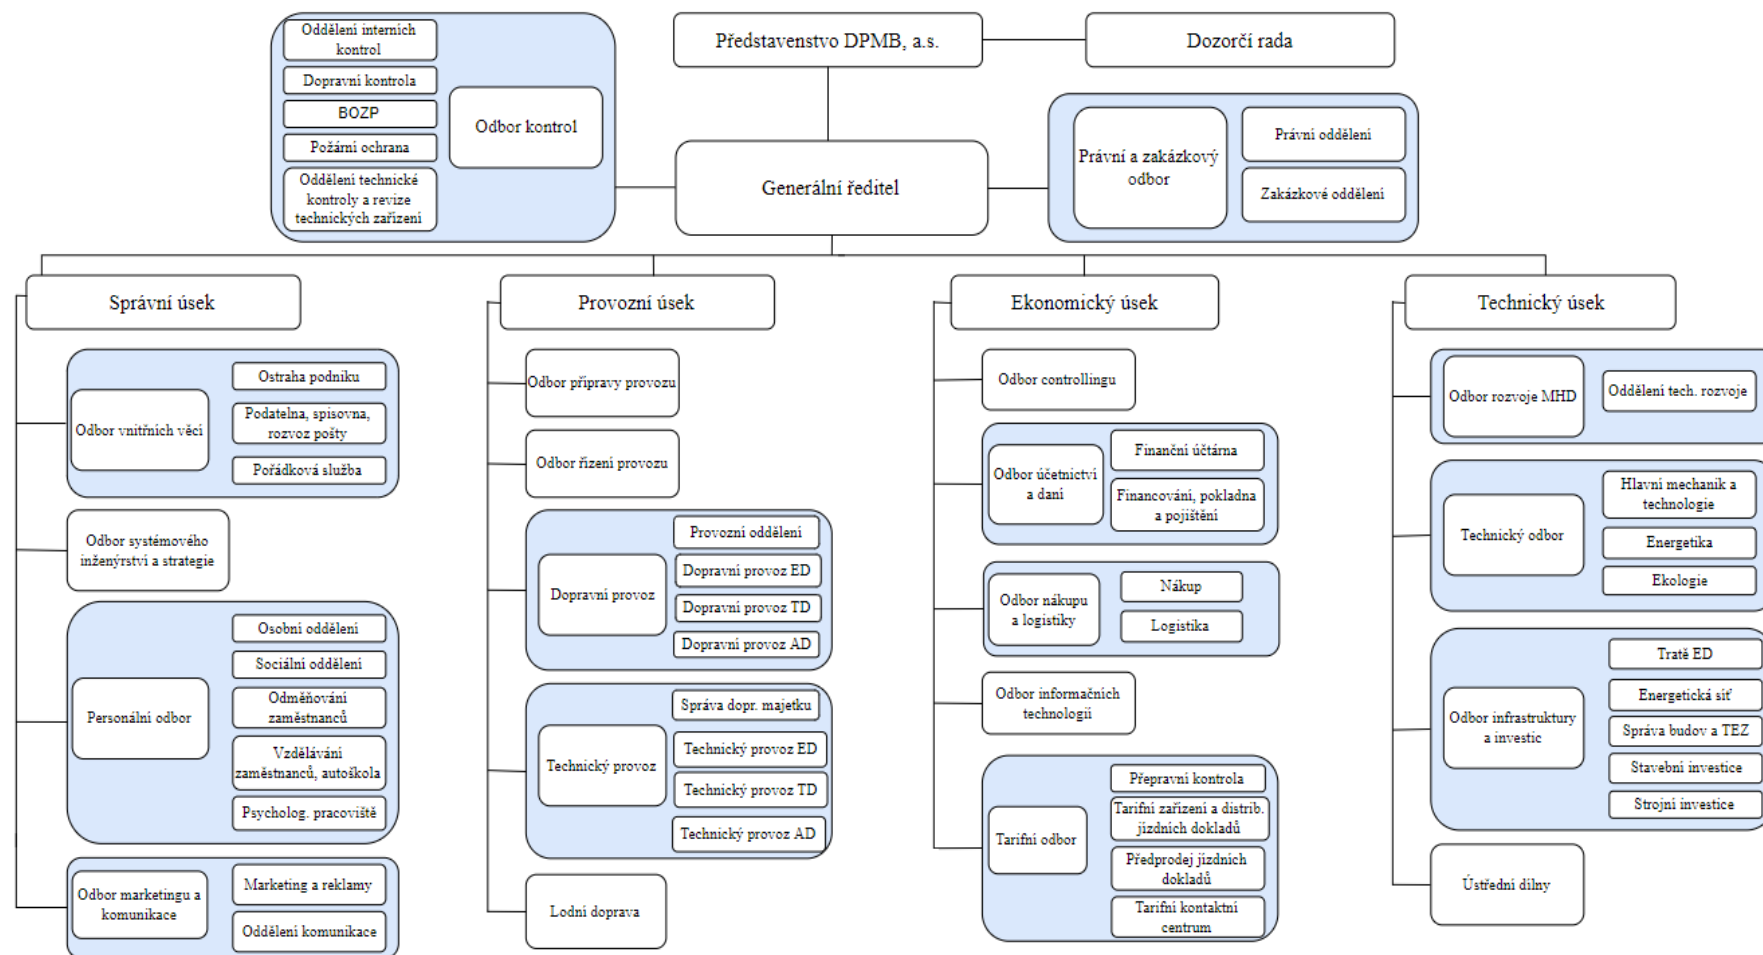 Oddělení interních
kontrol
Dopravní kontrola
BOZP
Požární ochrana
Oddělení technické
kontroly a revize
technických zařízení
Odbor kontrol
Představenstvo DPMB, a.s.
Dozorčí rada
Generální ředitel
Právní a zakázkový
odbor
Právní oddělení
Zakázkové oddělení
Správní úsek
Odbor vnitřních věcí
Ostraha podniku
Podatelna, spisovna,
rozvoz pošty
Pořádková služba
Odbor systémového
inženýrství a strategie
Personální odbor
Osobní oddělení
Sociální oddělení
Odměňování
zaměstnanců
Vzdělávání
zaměstnanců, autoškola
Psycholog. pracoviště
Odbor marketingu a
komunikace
Marketing a reklamy
Oddělení komunikace
Provozní úsek
Odbor přípravy provozu
Odbor řízení provozu
Dopravní provoz
Provozní oddělení
Dopravní provoz ED
Dopravní provoz TD
Dopravní provoz AD
Technický provoz
Správa dopr. majetku
Technický provoz ED
Technický provoz TD
Technický provoz AD
Lodní doprava
Ekonomický úsek
Odbor controllingu
Odbor účetnictví
a daní
Finanční účtárna
Financování, pokladna
a pojištění
Odbor nákupu
a logistiky
Nákup
Logistika
Odbor informačních
technologií
Tarifní odbor
Přepravní kontrola
Tarifní zařízení a distrib.
jízdních dokladů
Předprodej jízdních
dokladů
Tarifní kontaktní
centrum
Technický úsek
Odbor rozvoje MHD
Oddělení tech. rozvoje
Technický odbor
Hlavní mechanik a
technologie
Energetika
Ekologie
Odbor infrastruktury
a investic
Tratě ED
Energetická síť
Správa budov a TEZ
Stavební investice
Strojní investice
Ústřední dílny